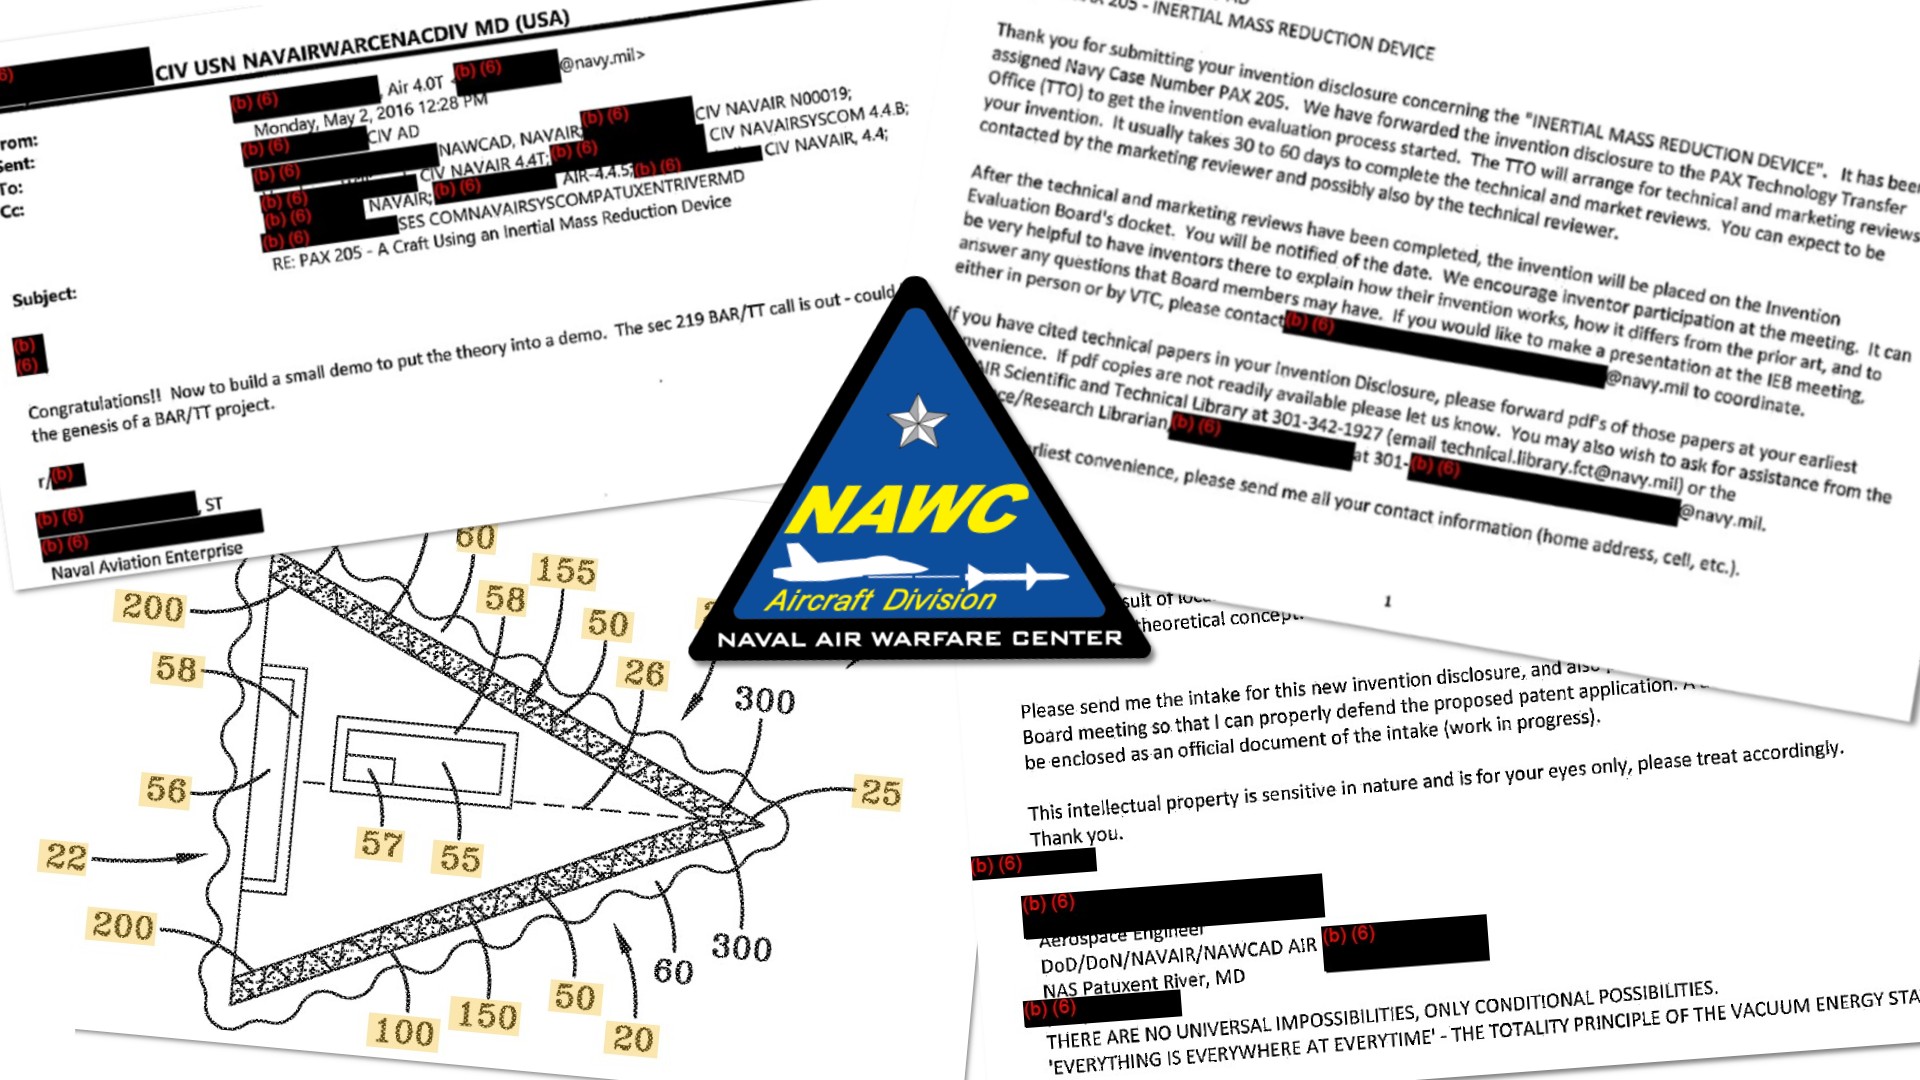 6)
CIV USN NAVAIRWARCENACDIV MD (USA)
rom:
Sent:
To:
Cc:
Subject:
(b) (6) , Air 4.0T (b) (6) @navy.mil>
Monday, May 2, 2016 12:28 PM
(b) (6) CIV AD
(b) (6) NAWCAD, NAVAIR; (b) (6) CIV NAVAIR N00019;
(b) (6) CIV NAVAIR 4.4T; (b) (6) CIV NAVAIRSYSCOM 4.4.B;
(b) (6) NAVAIR; (b) (6) AIR-4.4.5; (b) (6) CIV NAVAIR, 4.4;
(b) (6) SES COMNAVAIRSYSCOMPATUXENTRIVERMD
RE: PAX 205 - A Craft Using an Inertial Mass Reduction Device
(b)
(6)
Congratulations!! Now to build a small demo to put the theory into a demo. The sec 219 BAR/TT call is out - could
the genesis of a BAR/TT project.
r/(b)
(b) (6) , ST
(b) (6)
Naval Aviation Enterprise
205 - INERTIAL MASS REDUCTION DEVICE
Thank you for submitting your invention disclosure concerning the "INERTIAL MASS REDUCTION DEVICE". It has been
assigned Navy Case Number PAX 205. We have forwarded the invention disclosure to the PAX Technology Transfer
Office (TTO) to get the invention evaluation process started. The TTO will arrange for technical and marketing reviews
your invention. It usually takes 30 to 60 days to complete the technical and market reviews. You can expect to be
contacted by the marketing reviewer and possibly also by the technical reviewer.
After the technical and marketing reviews have been completed, the invention will be placed on the Invention
Evaluation Board's docket. You will be notified of the date. We encourage inventor participation at the meeting. It can
be very helpful to have inventors there to explain how their invention works, how it differs from the prior art, and to
answer any questions that Board members may have. If you would like to make a presentation at the IEB meeting,
either in person or by VTC, please contact (b) (6) @navy.mil to coordinate.
If you have cited technical papers in your Invention Disclosure, please forward pdf's of those papers at your earliest
nvenience. If pdf copies are not readily available please let us know. You may also wish to ask for assistance from the
AIR Scientific and Technical Library at 301-342-1927 (email technical.library.fct@navy.mil) or the
ce/Research Librarian, (b) (6) at 301- (b) (6) @navy.mil.
rliest convenience, please send me all your contact information (home address, cell, etc.).
1
NAWC
Aircraft Division
NAVAL AIR WARFARE CENTER
60
155
58
200
50
58
26
300
56
25
57
55
22
200
300
60
50
150
100
20
sult of
theoretical concept.
Please send me the intake for this new invention disclosure, and also
Board meeting so that I can properly defend the proposed patent application. A
be enclosed as an official document of the intake (work in progress).
This intellectual property is sensitive in nature and is for your eyes only, please treat accordingly.
Thank you.
(b) (6)
(b) (6)
Aerospace Engineer
DoD/DoN/NAVAIR/NAWCAD AIR (b) (6)
NAS Patuxent River, MD
(b) (6)
THERE ARE NO UNIVERSAL IMPOSSIBILITIES, ONLY CONDITIONAL POSSIBILITIES.
'EVERYTHING IS EVERYWHERE AT EVERYTIME' - THE TOTALITY PRINCIPLE OF THE VACUUM ENERGY STA